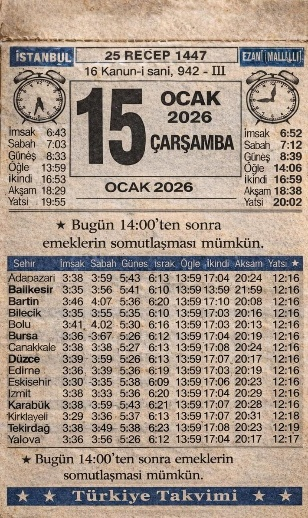 İSTANBUL
25 RECEP 1447
EZANİ (MALLALLİ)
16 Kanun-i sani, 942 - III
15
OCAK
2026
ÇARŞAMBA
OCAK 2026
İmsak 6:43
Sabah 7:03
Güneş 8:33
Öğle 13:59
İkindi 16:53
Akşam 18:29
Yatsı 19:55
İmsak 6:52
Sabah 7:12
Güneş 8:39
Öğle 14:06
İkindi 16:59
Akşam 18:38
Yatsı 20:02
★ Bugün 14:00'ten sonra
emeklerin somutlaşması mümkün.
Sehir İmsak Sabah Günes İsrak Ögle İkindi Aksam Yatsı ★
Adapazari 3:38 3:59 5:43 6:13 13:59 17:04 20:24 12:16
Bailkesir 3:35 3:56 5:41 6:10 13:59 13:59 21:59 12:16
Bartin 3:46 4:07 5:36 6:20 13:59 17:10 20:08 12:16
Bilecik 3:35 3:55 5:35 6:10 13:59 17:03 20:16 12:16
Bolu 3:41 4.02 5:30 6:16 13:59 17:03 20:13 12:16
Bursa 3:36 3:67 5:26 6:12 13:59 17:04 20:19 12:16
Canakkale 3:38 3:38 5:27 6:13 13:59 17:08 20:24 12:16
Düzce 3:39 3:59 5:26 6:13 13:59 17:07 20:17 12:16
Edirne 3:36 3:39 5:36 6:19 13:59 17:03 20:19 12:16
Eskisehir 3:30 3:35 5:38 6:09 13:59 17:06 20:23 12:16
Izmit 3:38 3:33 5:36 6:20 13:59 17:04 20:29 12:16
Karabük 3:38 3:59 5:43 6:21 13:59 17:07 20:28 12:16
Kirklayeli 3:29 3:36 5:37 6:13 13:59 17:07 20:31 12:18
Tekirdağ 3:38 3:49 5:38 6:23 13:59 17:08 20:23 12:19
Yalova 3:36 3:56 5:26 6:12 13:59 17:04 20:17 12:17
★ Bugün 14:00'ten sonra emeklerin
somutlaşması mümkün.
★ ★ Türkiye Takvimi ★ ★